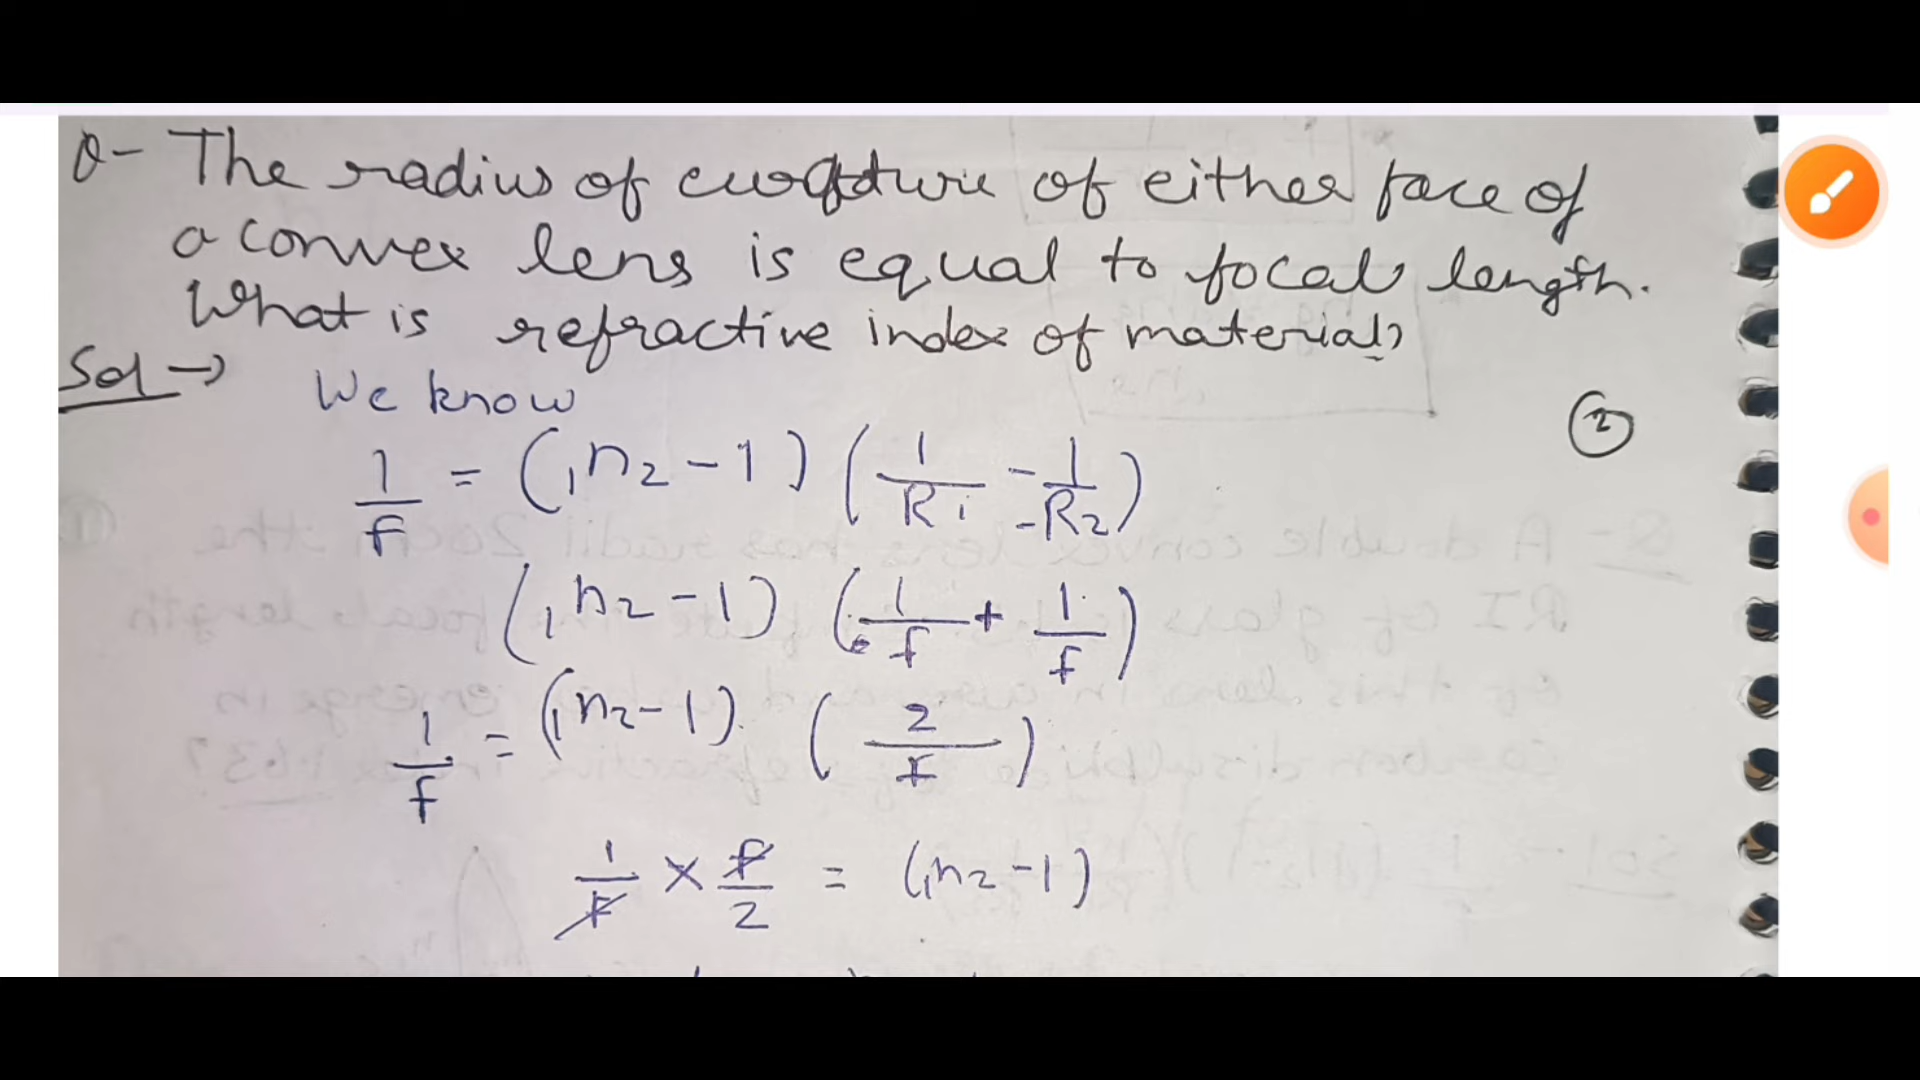 Q- The radius of curvature of either face of
a convex lens is equal to focal length.
What is refractive index of material?
Sol →
We know
2
1/f = (₁n₂ - 1) (1/R₁ - 1/-R₂)
(₁n₂ - 1) (1/f + 1/f)
1/f = (₁n₂ - 1) (2/f)
1/f × f/2 = (₁n₂ - 1)